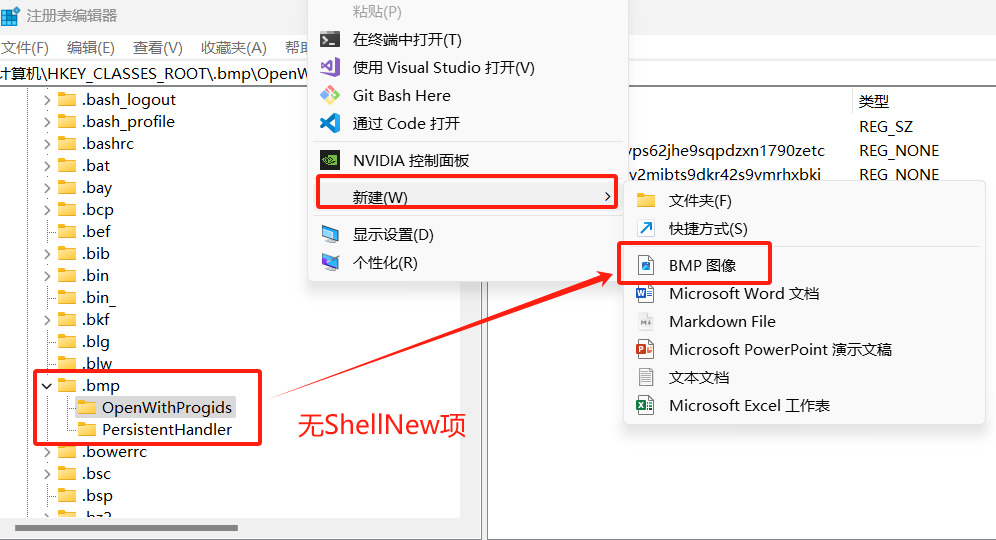 注册表编辑器
文件(F) 编辑(E) 查看(V) 收藏夹(A) 帮助
计算机\HKEY_CLASSES_ROOT\.bmp\OpenW
.bash_logout
.bash_profile
.bashrc
.bat
.bay
.bcp
.bef
.bib
.bin
.bin_
.bkf
.blg
.blw
.bmp
OpenWithProgids
PersistentHandler
.bowerrc
.bsc
.bsp
.bz2
粘贴(P)
在终端中打开(T)
使用 Visual Studio 打开(V)
Git Bash Here
通过 Code 打开
NVIDIA 控制面板
新建(W)
显示设置(D)
个性化(R)
无ShellNew项
类型
REG_SZ
yps62jhe9sqpdzxn1790zetc REG_NONE
v2mibts9dkr42s9vmrhxbki REG_NONE
文件夹(F)
快捷方式(S)
BMP 图像
Microsoft Word 文档
Markdown File
Microsoft PowerPoint 演示文稿
文本文档
Microsoft Excel 工作表